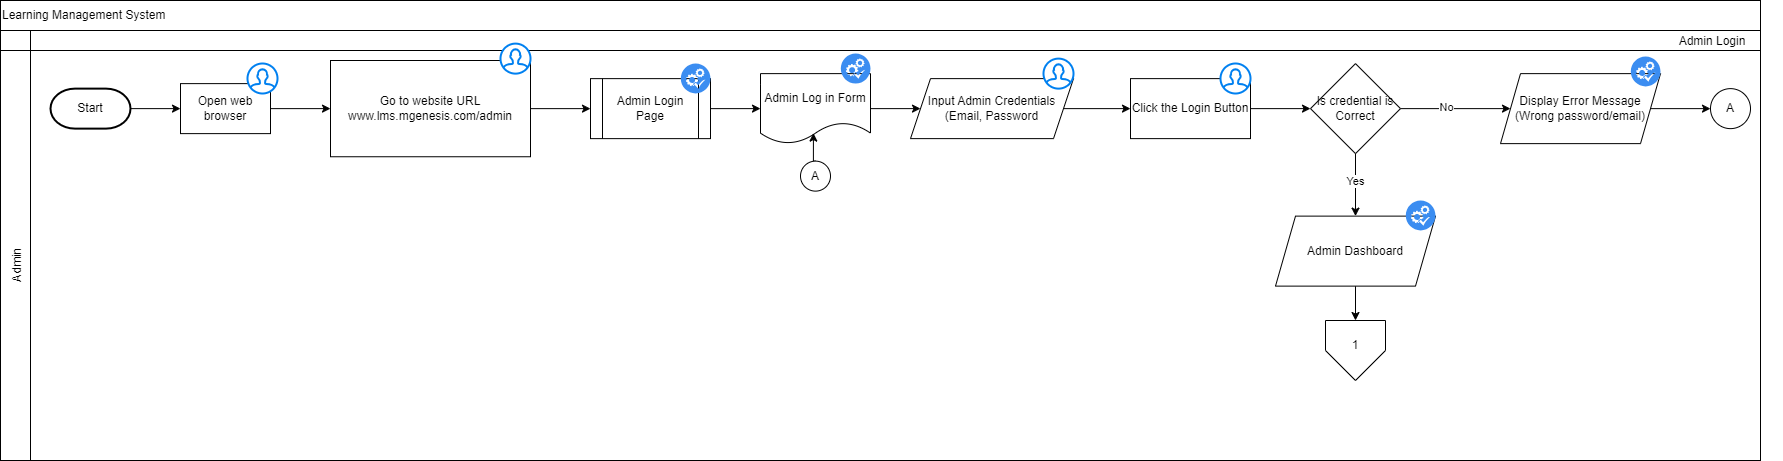 Learning Management System
Admin Login
Admin
Start
Open web
browser
Go to website URL
www.lms.mgenesis.com/admin
Admin Login
Page
Admin Log in Form
A
Input Admin Credentials
(Email, Password
Click the Login Button
Is credential is
Correct
No
Display Error Message
(Wrong password/email)
A
Yes
Admin Dashboard
1